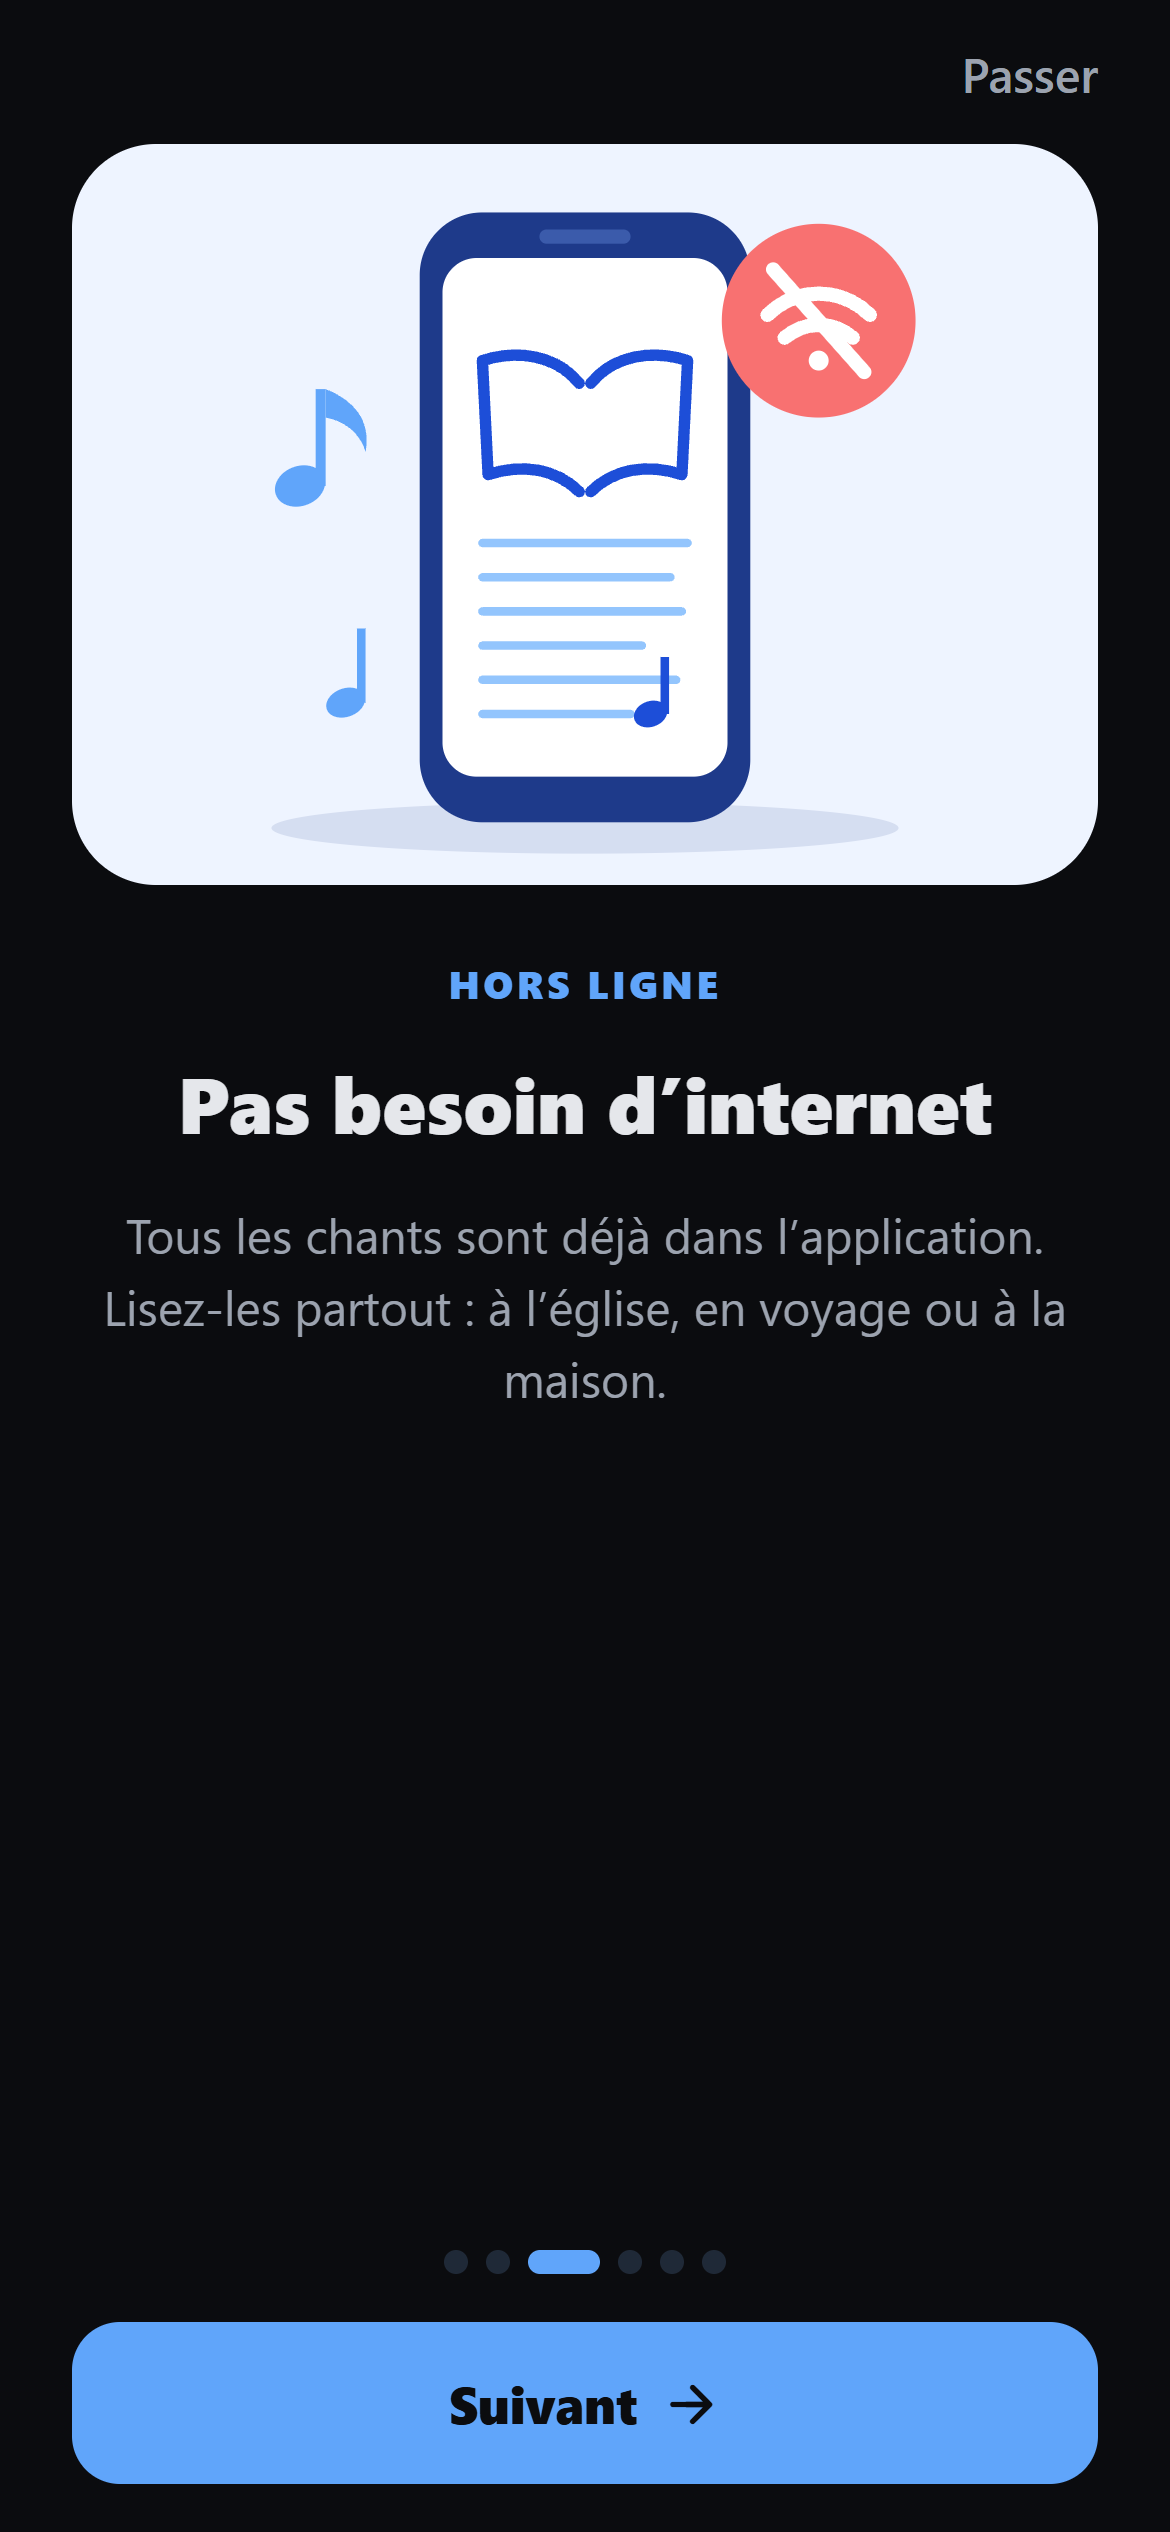 Passer
HORS LIGNE
Pas besoin d’internet
Tous les chants sont déjà dans l’application.
Lisez-les partout : à l’église, en voyage ou à la
maison.
Suivant →